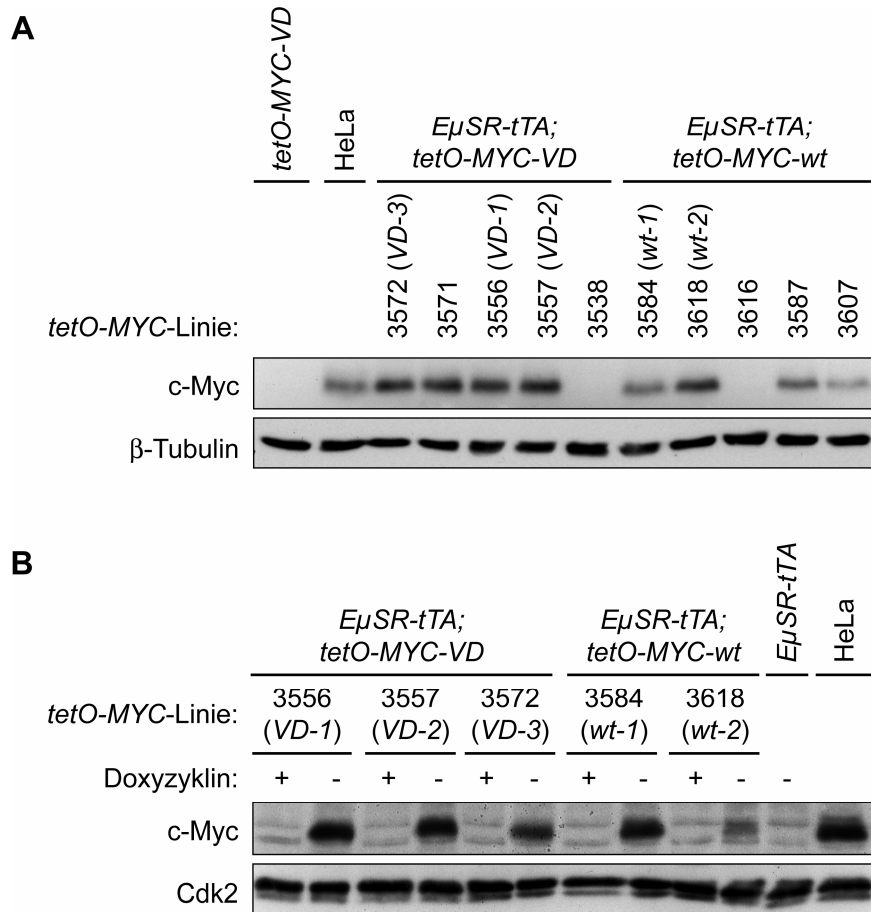 A
tetO-MYC-VD
HeLa
EµSR-tTA;
tetO-MYC-VD
EµSR-tTA;
tetO-MYC-wt
tetO-MYC-Linie:
3572 (VD-3)
3571
3556 (VD-1)
3557 (VD-2)
3538
3584 (wt-1)
3618 (wt-2)
3616
3587
3607
c-Myc
β-Tubulin
B
EµSR-tTA;
tetO-MYC-VD
EµSR-tTA;
tetO-MYC-wt
EµSR-tTA
HeLa
tetO-MYC-Linie:
3556
(VD-1)
3557
(VD-2)
3572
(VD-3)
3584
(wt-1)
3618
(wt-2)
Doxyzyklin: + - + - + - + - + - -
c-Myc
Cdk2